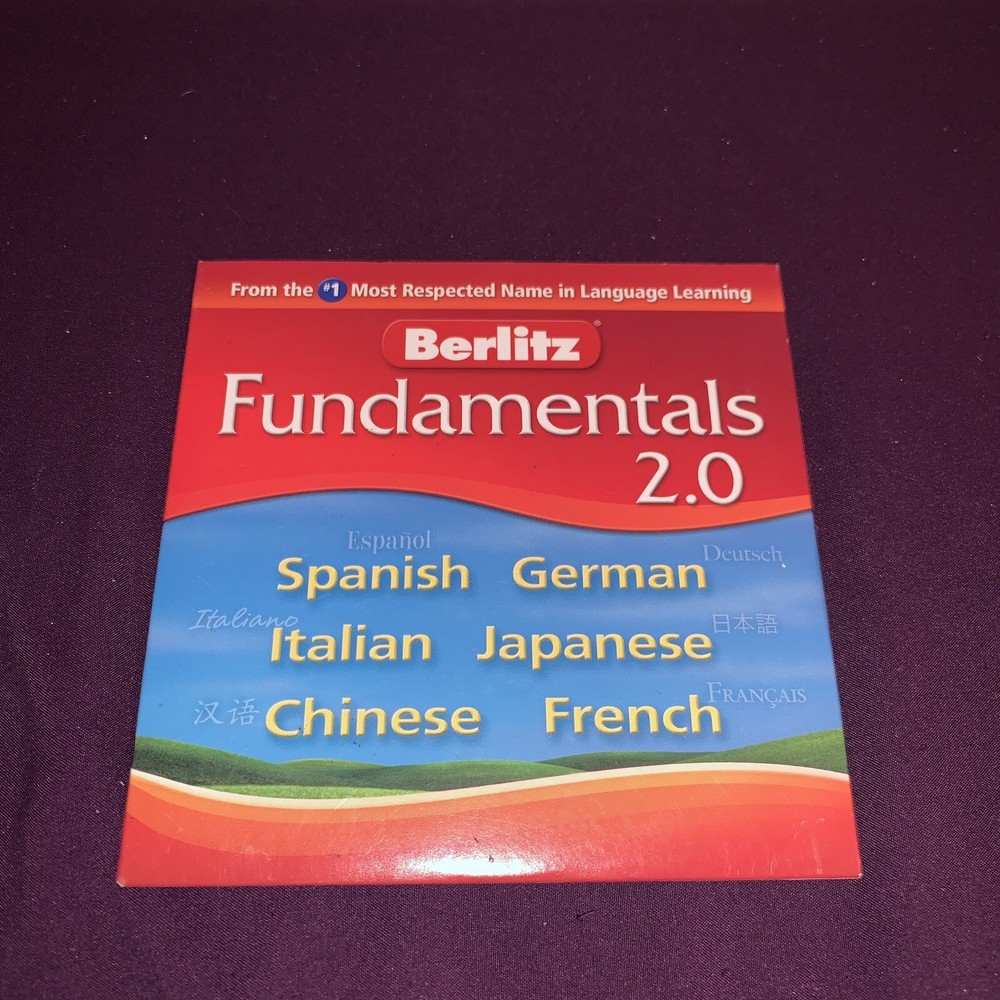 From the #1 Most Respected Name in Language Learning
Berlitz®
Fundamentals
2.0
Español Deutsch
Spanish German
Italiano 日本語
Italian Japanese
汉语 FRANÇAIS
Chinese French